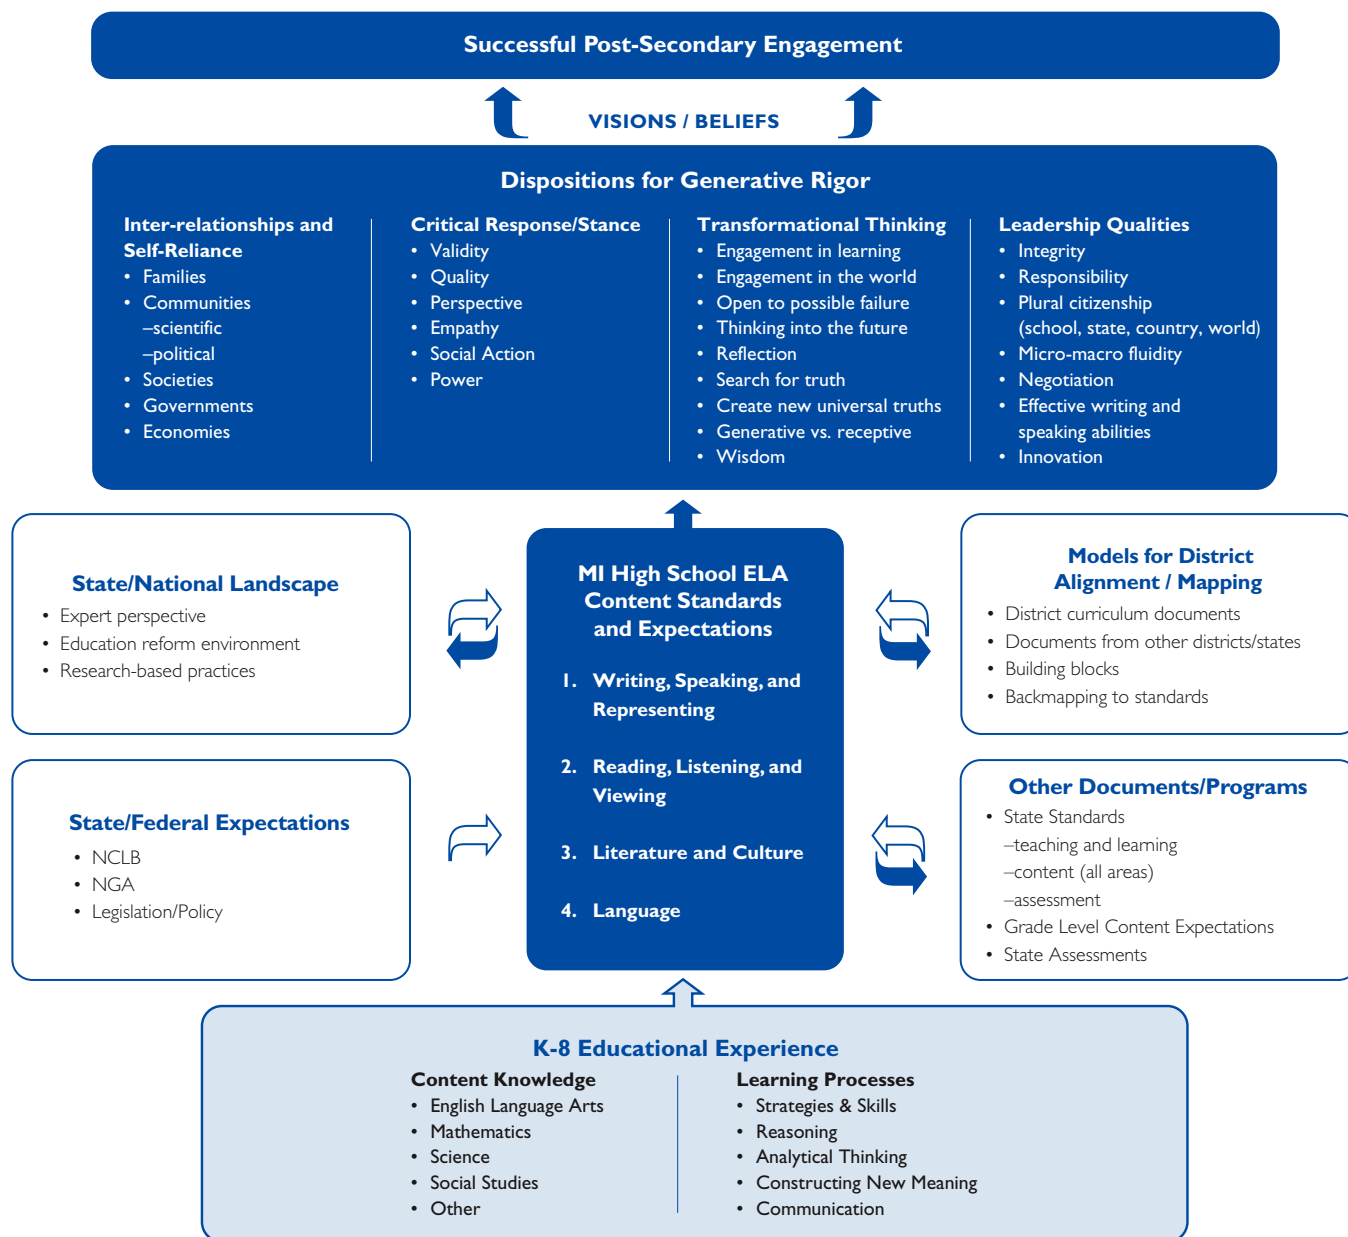 Successful Post-Secondary Engagement
VISIONS / BELIEFS
Dispositions for Generative Rigor
Inter-relationships and
Self-Reliance
• Families
• Communities
–scientific
–political
• Societies
• Governments
• Economies
Critical Response/Stance
• Validity
• Quality
• Perspective
• Empathy
• Social Action
• Power
Transformational Thinking
• Engagement in learning
• Engagement in the world
• Open to possible failure
• Thinking into the future
• Reflection
• Search for truth
• Create new universal truths
• Generative vs. receptive
• Wisdom
Leadership Qualities
• Integrity
• Responsibility
• Plural citizenship
(school, state, country, world)
• Micro-macro fluidity
• Negotiation
• Effective writing and
speaking abilities
• Innovation
State/National Landscape
• Expert perspective
• Education reform environment
• Research-based practices
State/Federal Expectations
• NCLB
• NGA
• Legislation/Policy
MI High School ELA
Content Standards
and Expectations
1. Writing, Speaking, and
Representing
2. Reading, Listening, and
Viewing
3. Literature and Culture
4. Language
Models for District
Alignment / Mapping
• District curriculum documents
• Documents from other districts/states
• Building blocks
• Backmapping to standards
Other Documents/Programs
• State Standards
–teaching and learning
–content (all areas)
–assessment
• Grade Level Content Expectations
• State Assessments
K-8 Educational Experience
Content Knowledge
• English Language Arts
• Mathematics
• Science
• Social Studies
• Other
Learning Processes
• Strategies & Skills
• Reasoning
• Analytical Thinking
• Constructing New Meaning
• Communication